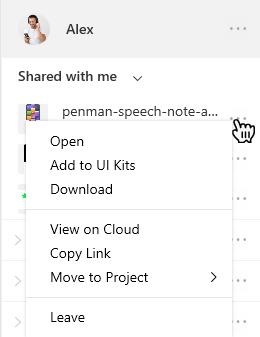 Alex
Shared with me
penman-speech-note-a...
Open
Add to UI Kits
Download
View on Cloud
Copy Link
Move to Project
Leave